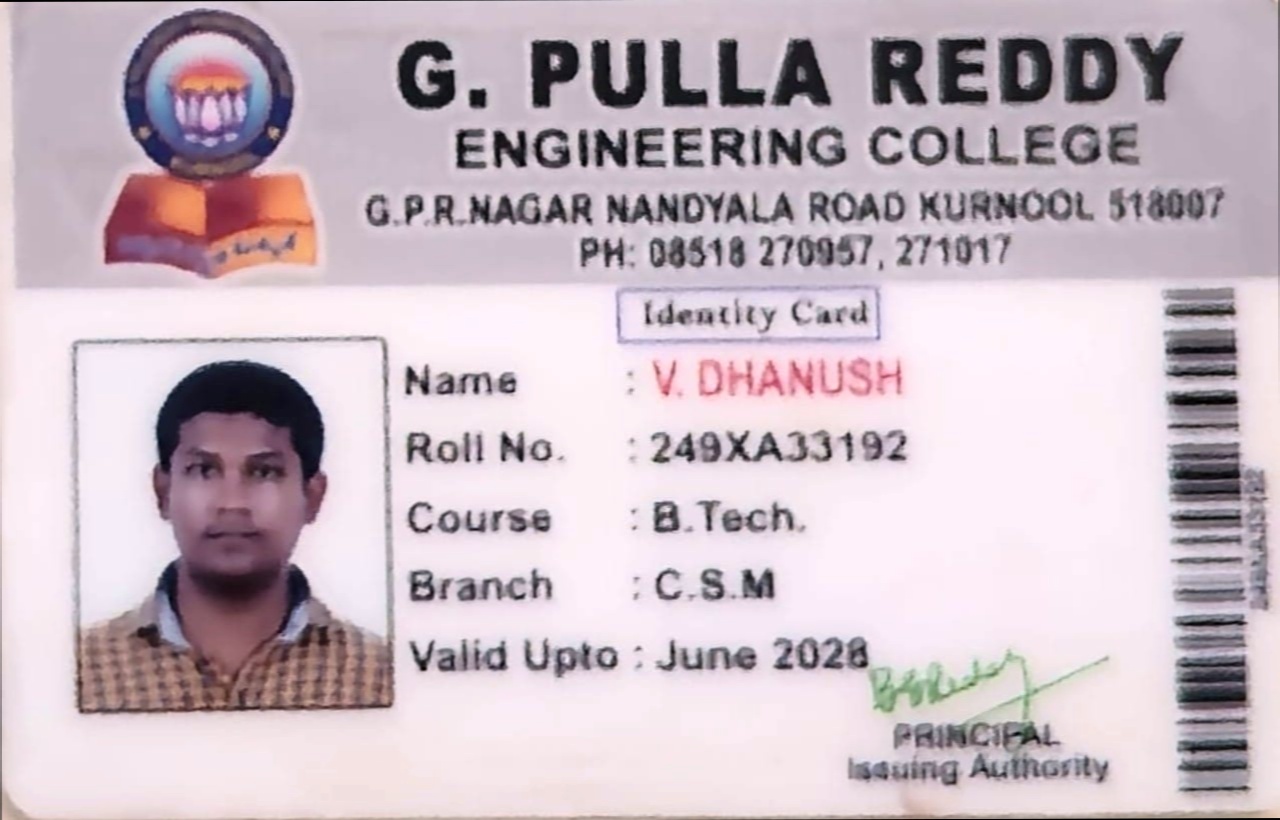 G. PULLA REDDY
ENGINEERING COLLEGE
G.P.R.NAGAR NANDYALA ROAD KURNOOL 518007
PH: 08518 270957, 271017
Identity Card
Name : V. DHANUSH
Roll No. : 249XA33192
Course : B.Tech.
Branch : C.S.M
Valid Upto : June 2028
PRINCIPAL
Issuing Authority